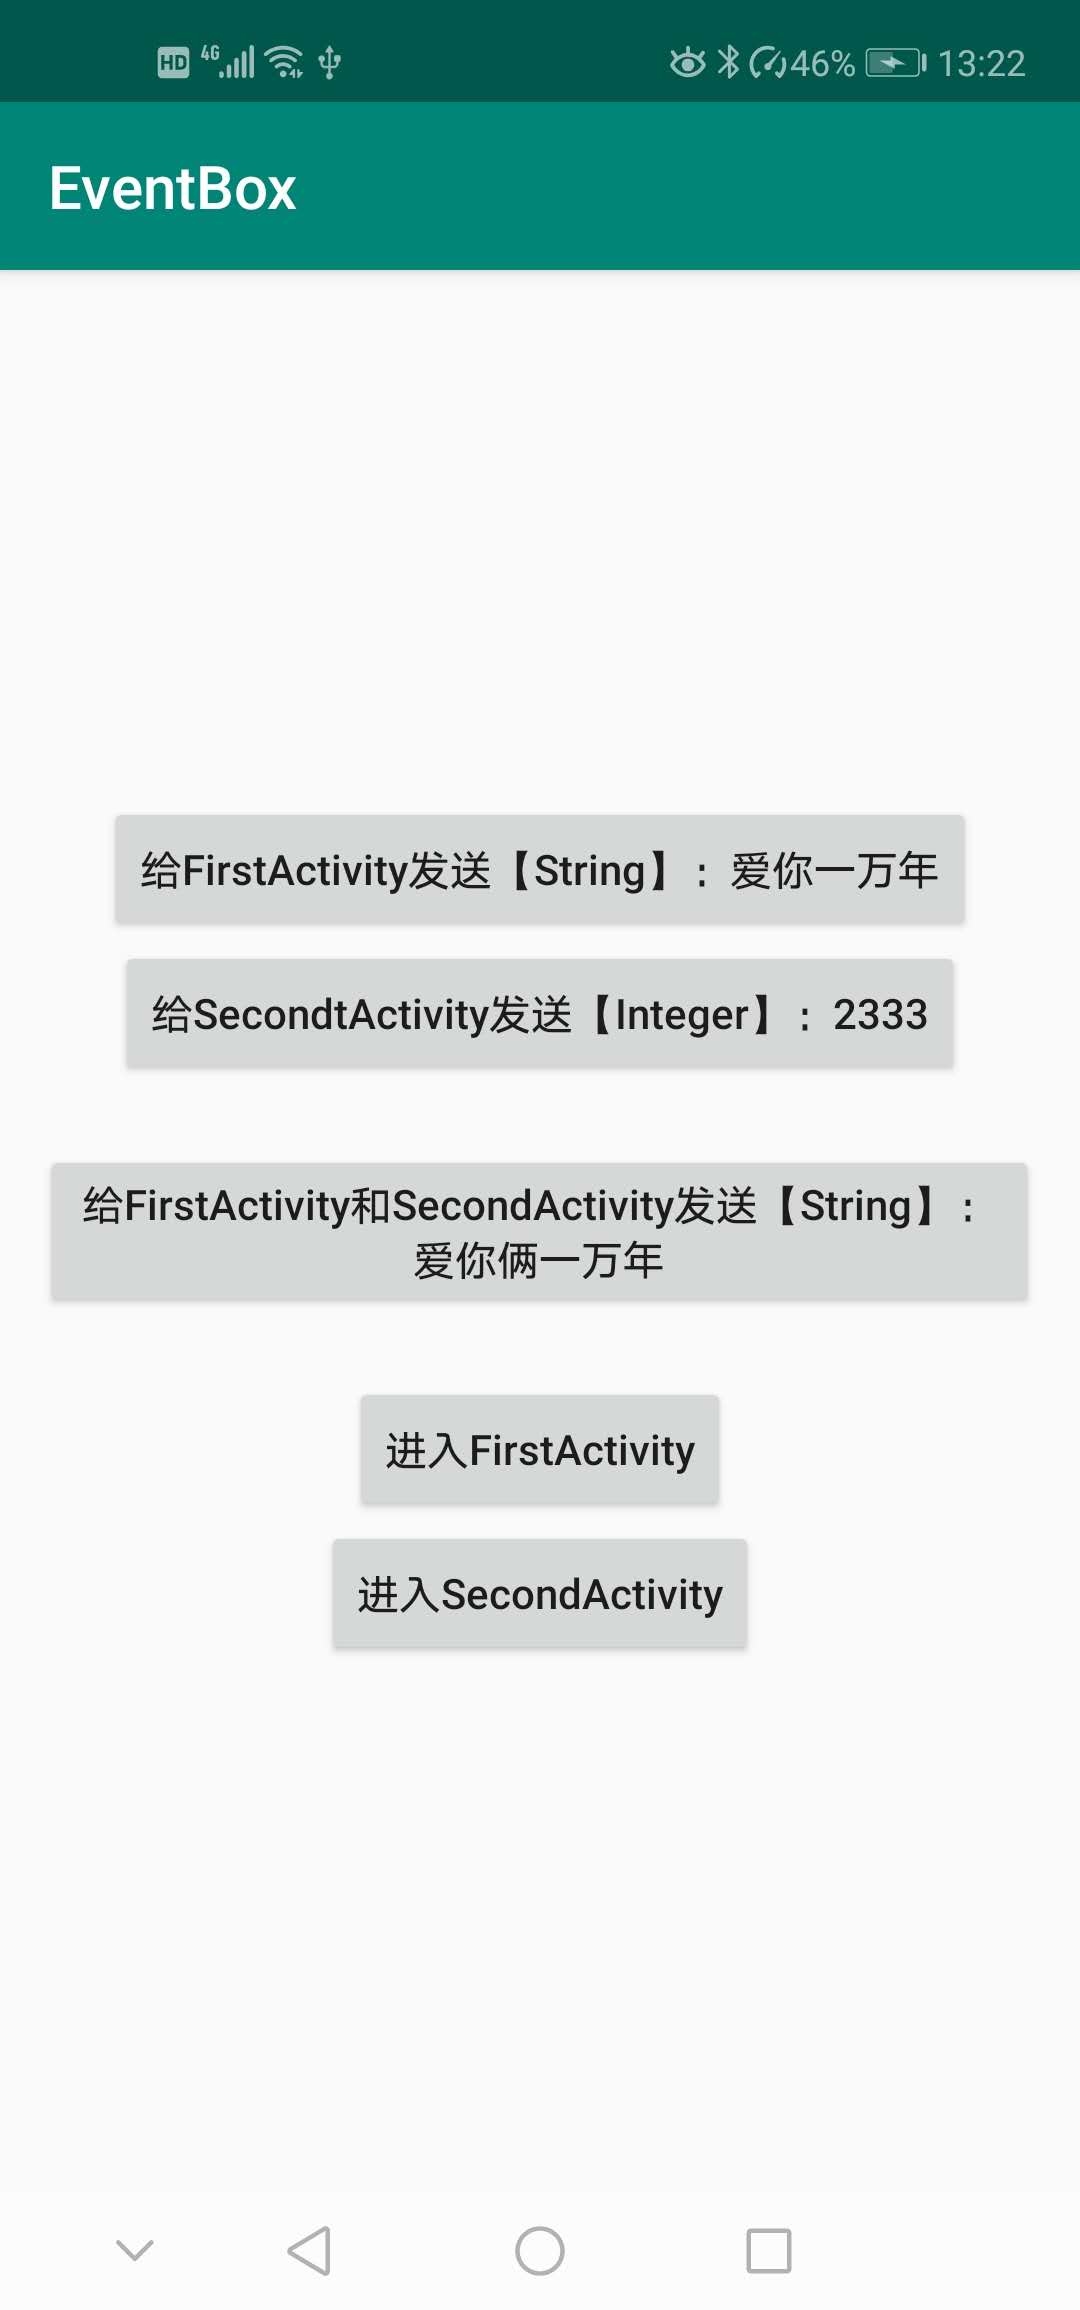 HD 4G 46% 13:22
EventBox
给FirstActivity发送【String】：爱你一万年
给SecondtActivity发送【Integer】：2333
给FirstActivity和SecondActivity发送【String】：
爱你俩一万年
进入FirstActivity
进入SecondActivity